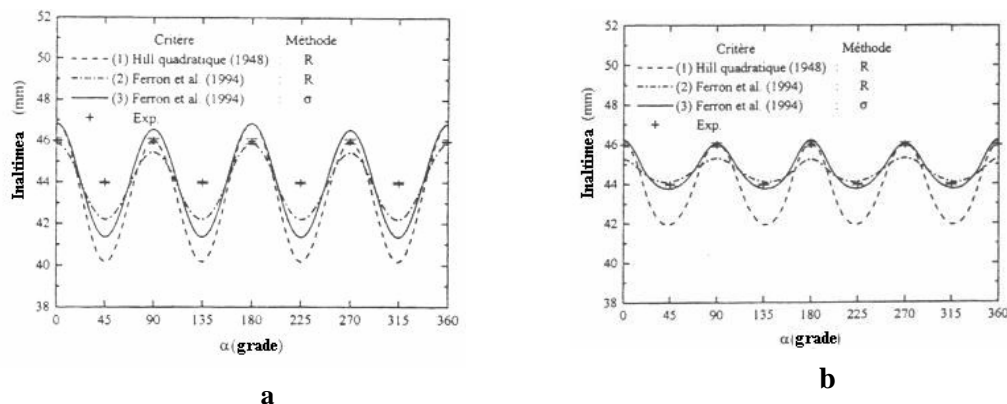 52
50
48
46
44
42
40
38
Inaltimea (mm)
Critère Méthode
(1) Hill quadratique (1948) : R
(2) Ferron et al. (1994) : R
(3) Ferron et al. (1994) : σ
+ Exp.
0 45 90 135 180 225 270 315 360
α(grade)
a
52
50
48
46
44
42
40
38
Inaltimea (mm)
Critère Méthode
(1) Hill quadratique (1948) : R
(2) Ferron et al. (1994) : R
(3) Ferron et al. (1994) : σ
+ Exp.
0 45 90 135 180 225 270 315 360
α(grade)
b